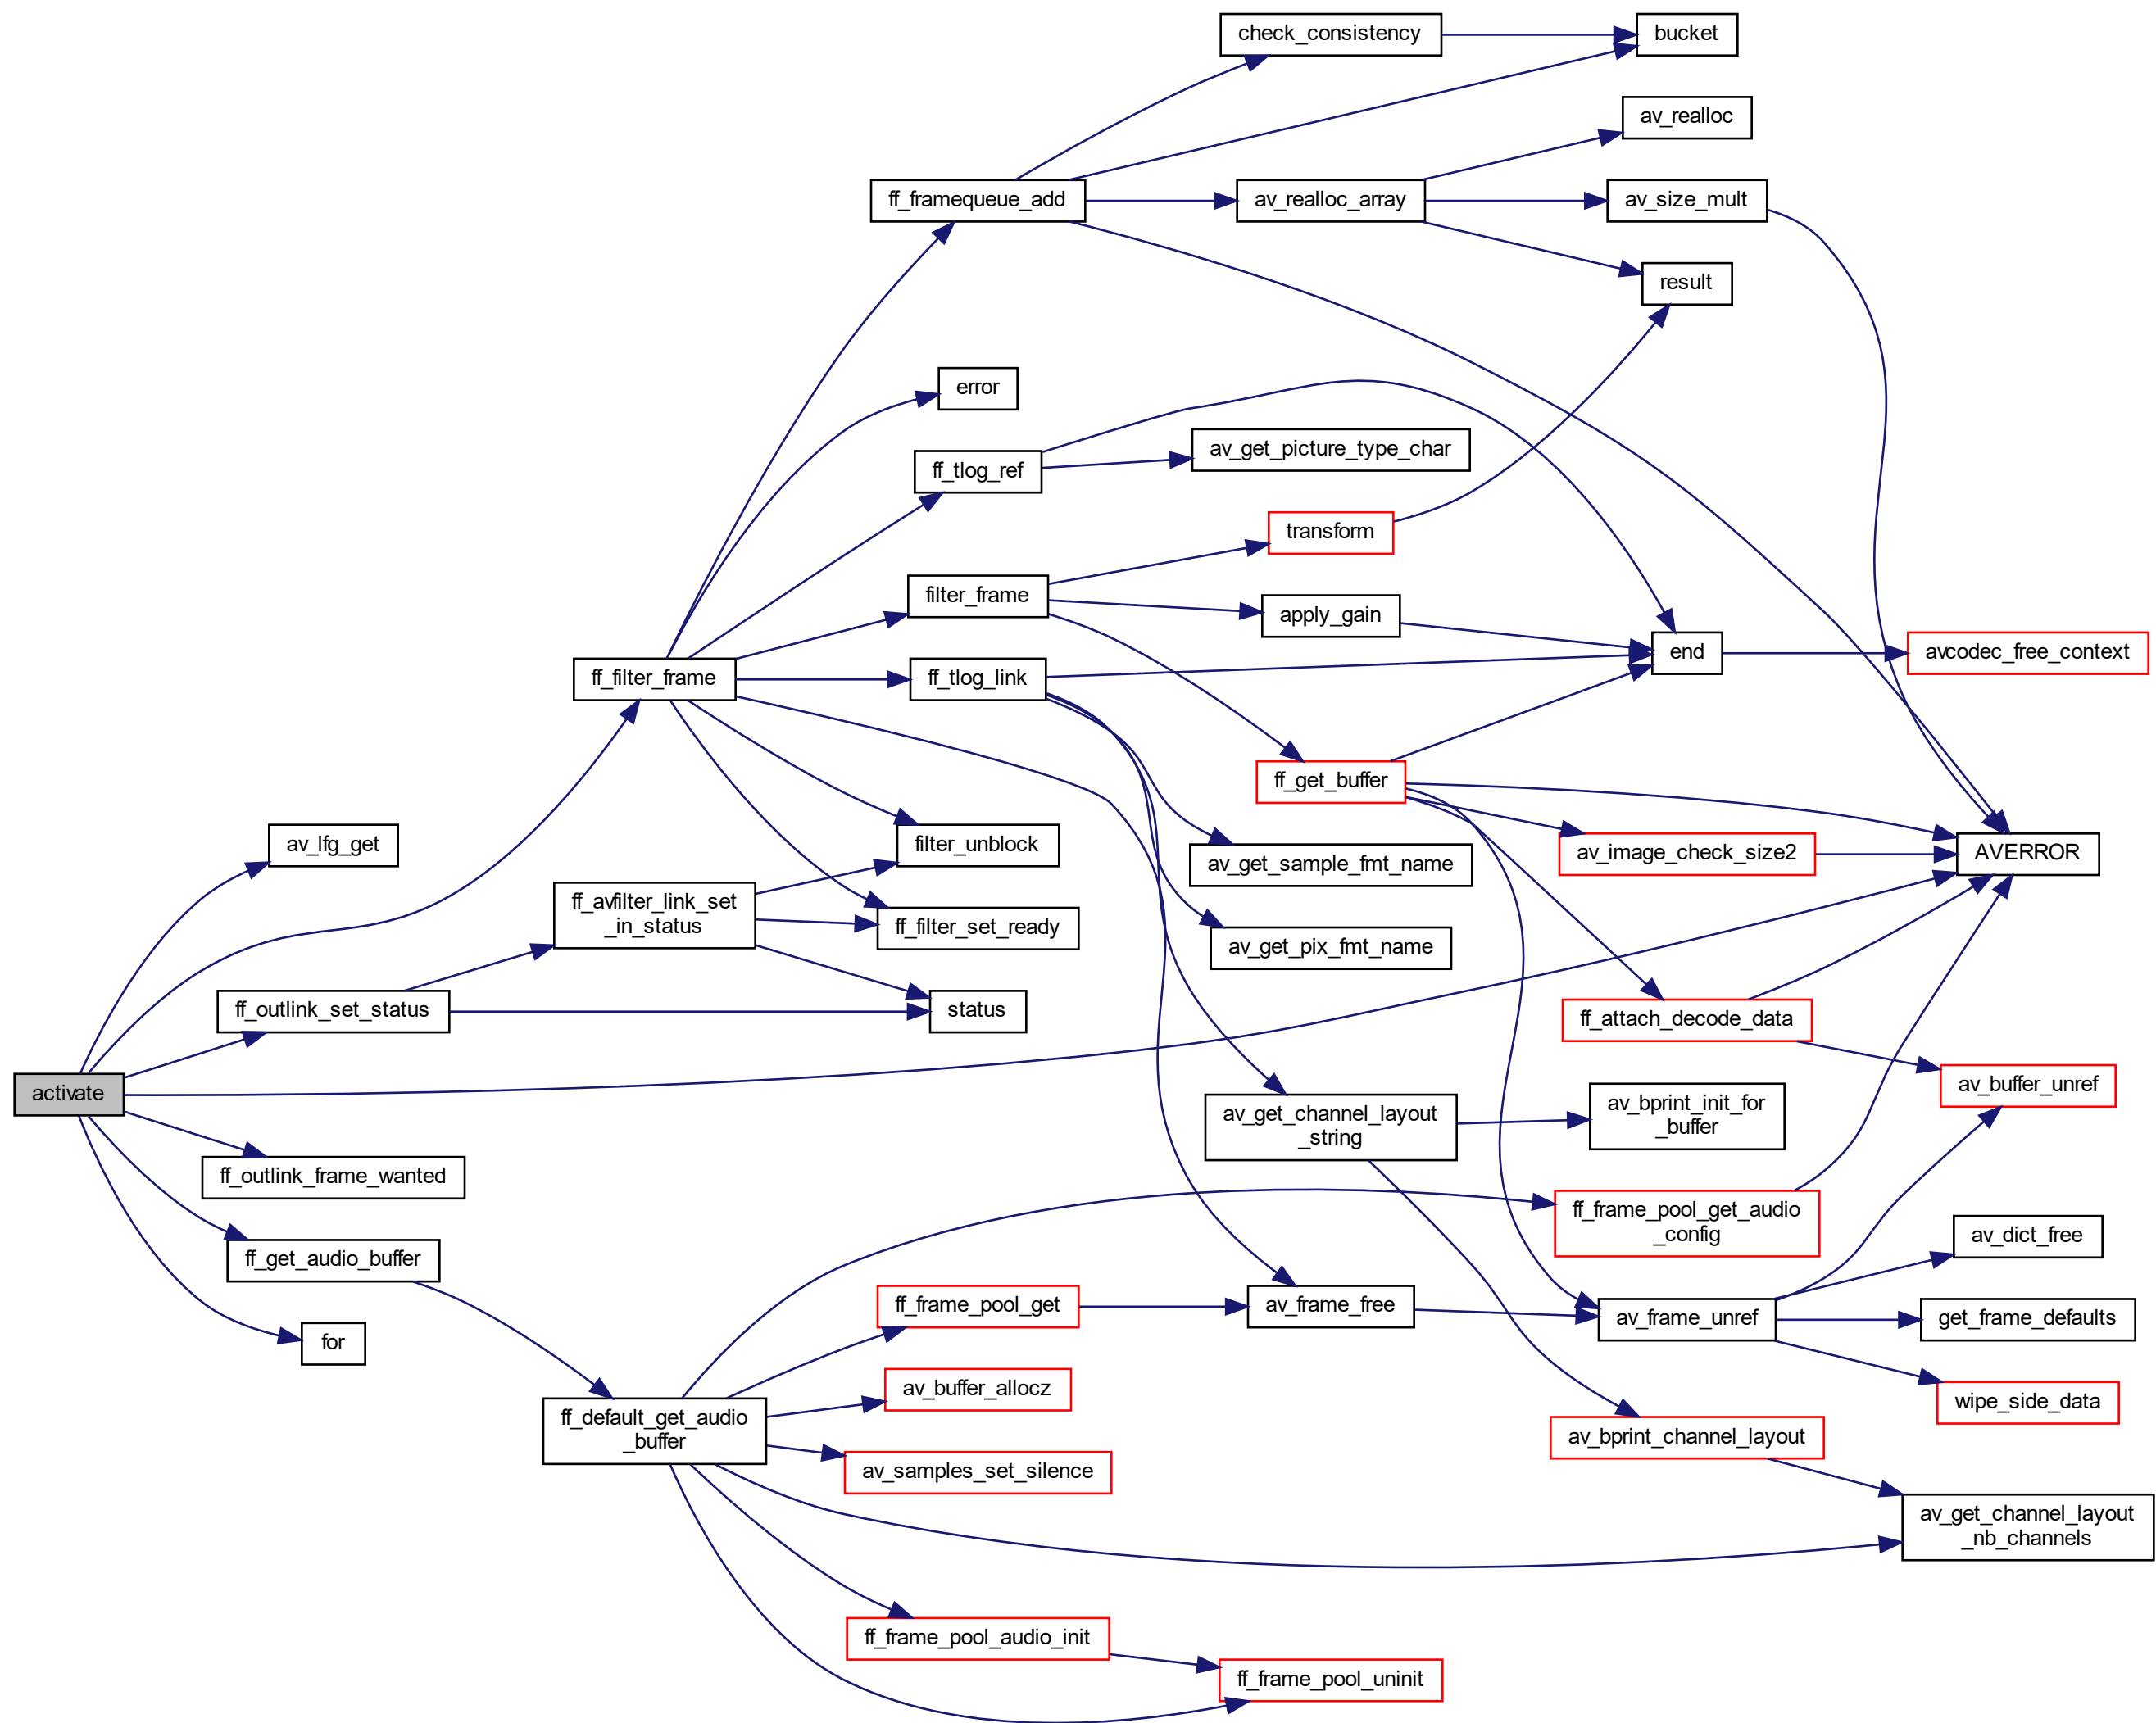 check_consistency
bucket
av_realloc
ff_framequeue_add
av_realloc_array
av_size_mult
result
error
ff_tlog_ref
av_get_picture_type_char
transform
filter_frame
apply_gain
end
avcodec_free_context
ff_filter_frame
ff_tlog_link
ff_get_buffer
av_lfg_get
filter_unblock
av_get_sample_fmt_name
av_image_check_size2
AVERROR
ff_avfilter_link_set
_in_status
ff_filter_set_ready
av_get_pix_fmt_name
ff_outlink_set_status
status
ff_attach_decode_data
activate
av_buffer_unref
av_get_channel_layout
_string
av_bprint_init_for
_buffer
ff_outlink_frame_wanted
ff_frame_pool_get_audio
_config
av_dict_free
ff_get_audio_buffer
ff_frame_pool_get
av_frame_free
av_frame_unref
get_frame_defaults
for
ff_default_get_audio
_buffer
av_buffer_allocz
wipe_side_data
av_bprint_channel_layout
av_samples_set_silence
av_get_channel_layout
_nb_channels
ff_frame_pool_audio_init
ff_frame_pool_uninit